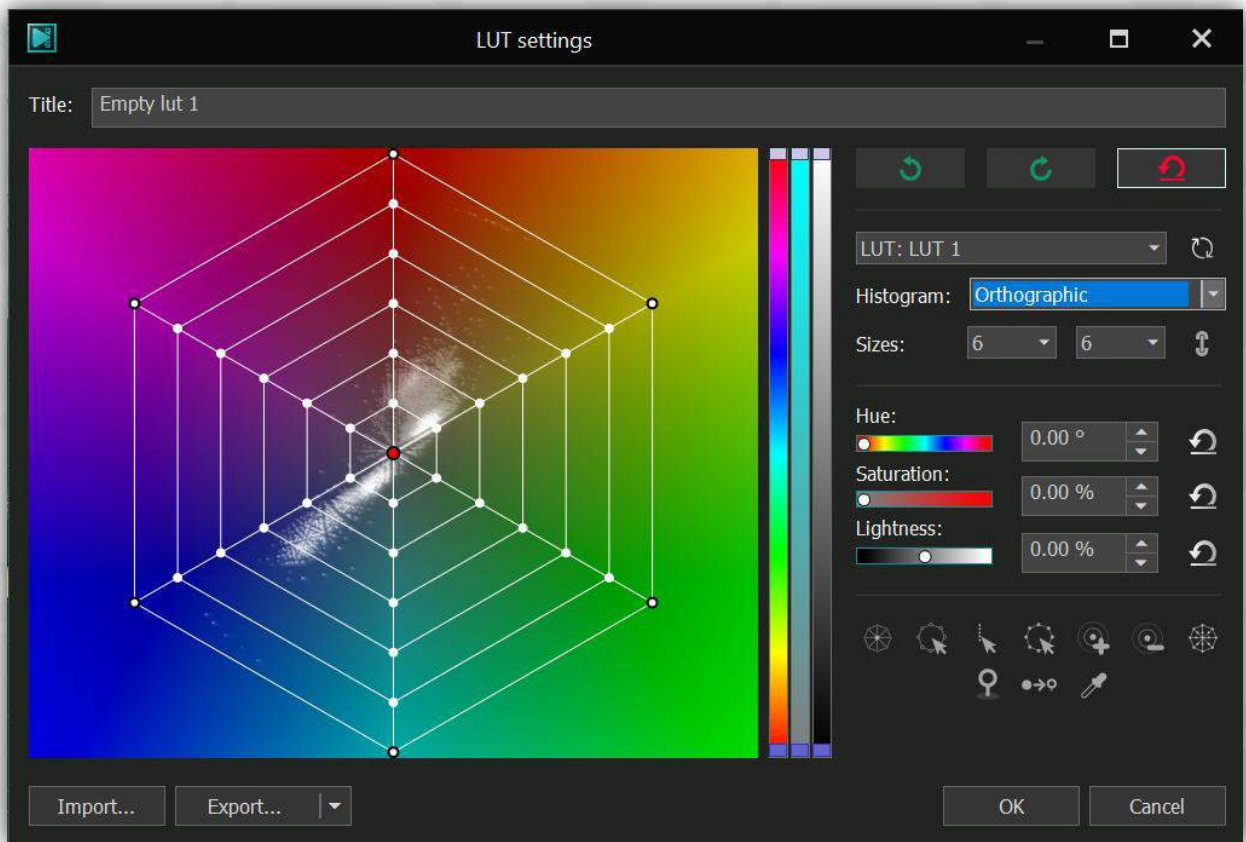 LUT settings
Title: Empty lut 1
LUT: LUT 1
Histogram: Orthographic
Sizes: 6 6
Hue:
0.00 °
Saturation:
0.00 %
Lightness:
0.00 %
Import... Export... OK Cancel